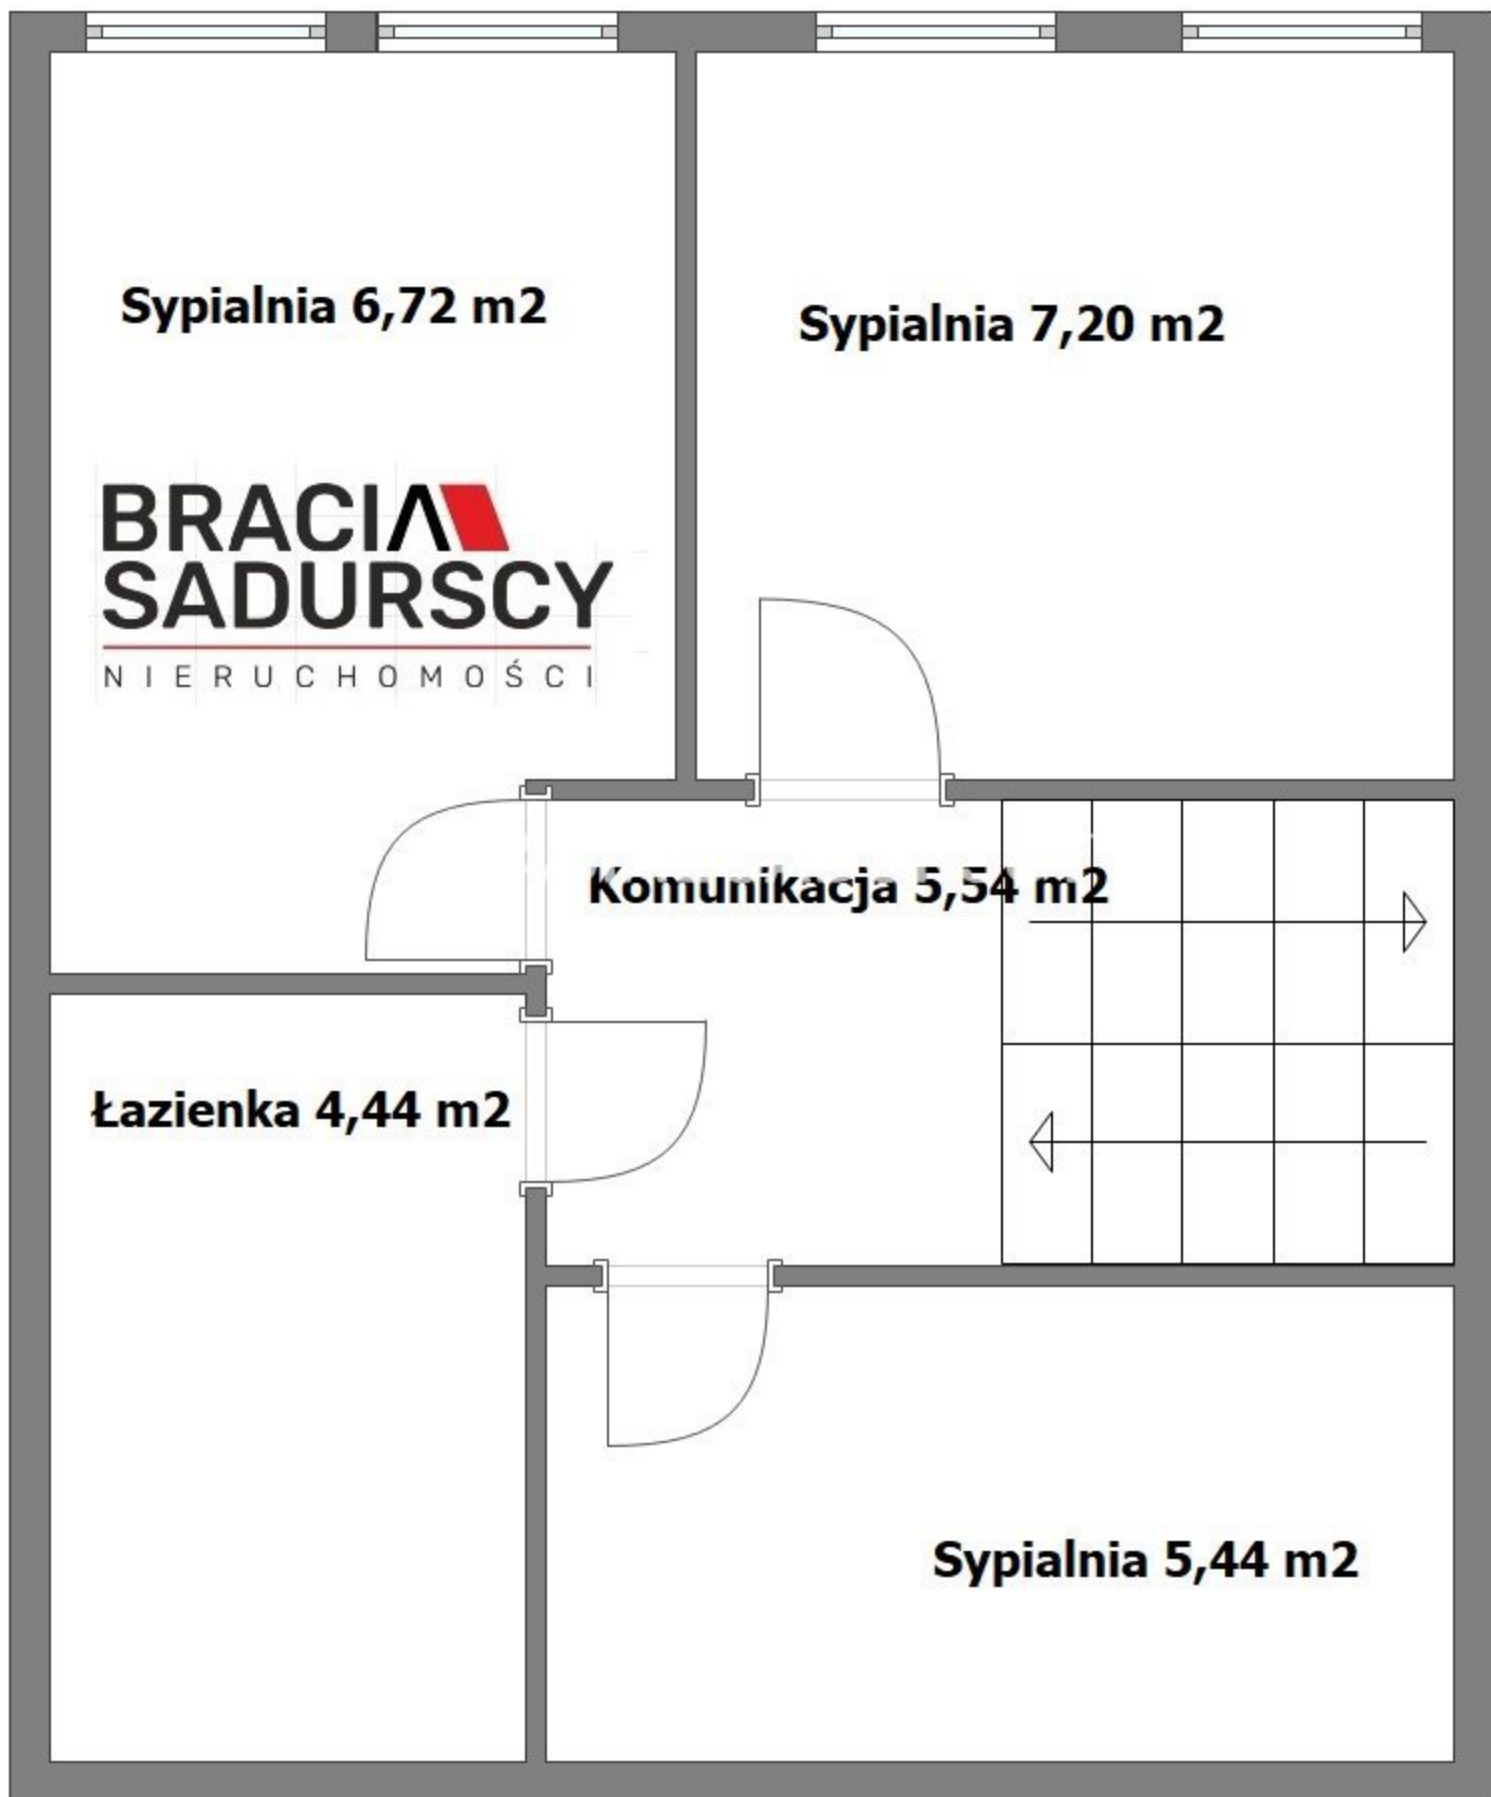 Sypialnia 6,72 m2
Sypialnia 7,20 m2
BRACIA
SADURSCY
NIERUCHOMOŚCI
Komunikacja 5,54 m2
Łazienka 4,44 m2
Sypialnia 5,44 m2